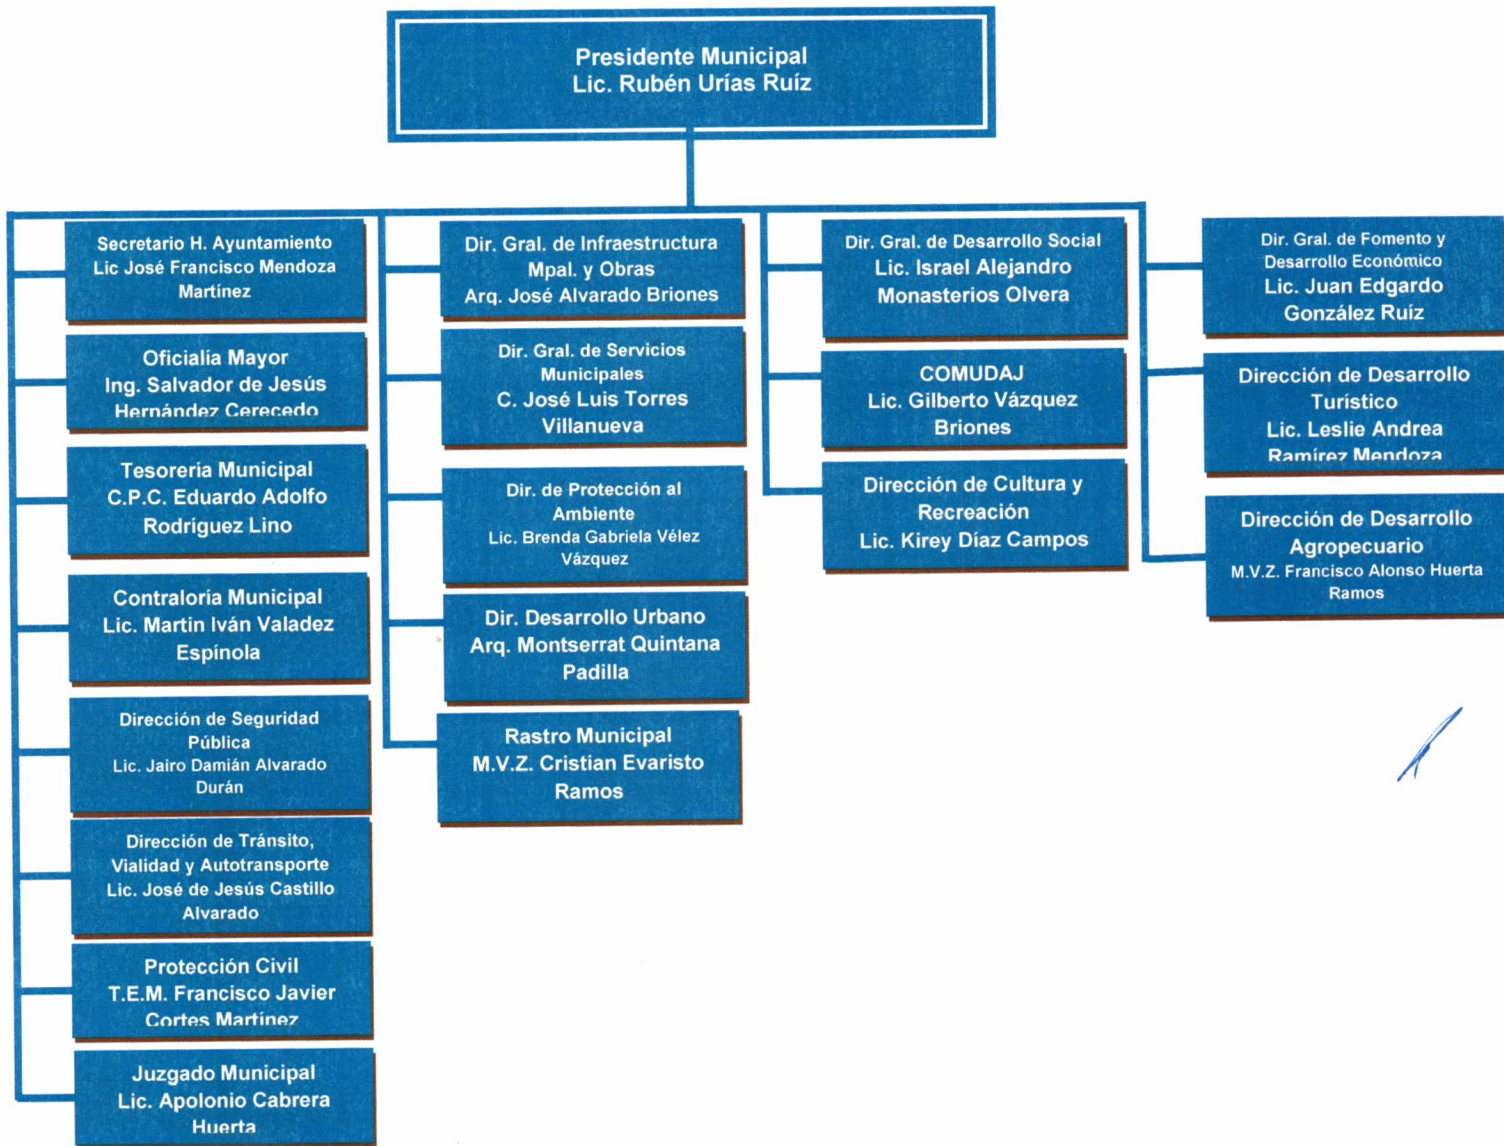 Presidente Municipal
Lic. Rubén Urías Ruíz
Secretario H. Ayuntamiento
Lic José Francisco Mendoza
Martínez
Oficialía Mayor
Ing. Salvador de Jesús
Hernández Cerecedo
Tesorería Municipal
C.P.C. Eduardo Adolfo
Rodríguez Lino
Contraloría Municipal
Lic. Martin Iván Valadez
Espínola
Dirección de Seguridad
Pública
Lic. Jairo Damián Alvarado
Durán
Dirección de Tránsito,
Vialidad y Autotransporte
Lic. José de Jesús Castillo
Alvarado
Protección Civil
T.E.M. Francisco Javier
Cortes Martínez
Juzgado Municipal
Lic. Apolonio Cabrera
Huerta
Dir. Gral. de Infraestructura
Mpal. y Obras
Arq. José Alvarado Briones
Dir. Gral. de Servicios
Municipales
C. José Luis Torres
Villanueva
Dir. de Protección al
Ambiente
Lic. Brenda Gabriela Vélez
Vázquez
Dir. Desarrollo Urbano
Arq. Montserrat Quintana
Padilla
Rastro Municipal
M.V.Z. Cristian Evaristo
Ramos
Dir. Gral. de Desarrollo Social
Lic. Israel Alejandro
Monasterios Olvera
COMUDAJ
Lic. Gilberto Vázquez
Briones
Dirección de Cultura y
Recreación
Lic. Kirey Díaz Campos
Dir. Gral. de Fomento y
Desarrollo Económico
Lic. Juan Edgardo
González Ruíz
Dirección de Desarrollo
Turístico
Lic. Leslie Andrea
Ramírez Mendoza
Dirección de Desarrollo
Agropecuario
M.V.Z. Francisco Alonso Huerta
Ramos